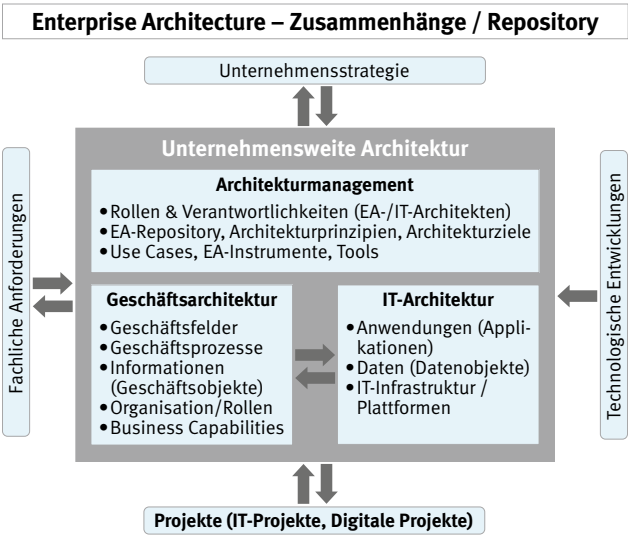 Enterprise Architecture – Zusammenhänge / Repository
Unternehmensstrategie
Fachliche Anforderungen
Unternehmensweite Architektur
Architekturmanagement
• Rollen & Verantwortlichkeiten (EA-/IT-Architekten)
• EA-Repository, Architekturprinzipien, Architekturziele
• Use Cases, EA-Instrumente, Tools
Geschäftsarchitektur
• Geschäftsfelder
• Geschäftsprozesse
• Informationen
(Geschäftsobjekte)
• Organisation/Rollen
• Business Capabilities
IT-Architektur
• Anwendungen (Appli-
kationen)
• Daten (Datenobjekte)
• IT-Infrastruktur /
Plattformen
Technologische Entwicklungen
Projekte (IT-Projekte, Digitale Projekte)